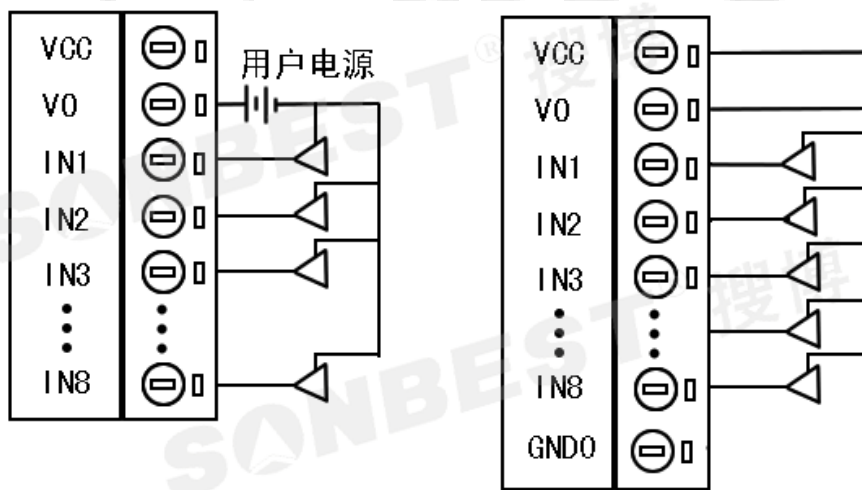 VCC
V0
IN1
IN2
IN3
IN8
用户电源
VCC
V0
IN1
IN2
IN3
IN8
GND0
SONBEST® 搜博
SONBEST 搜博